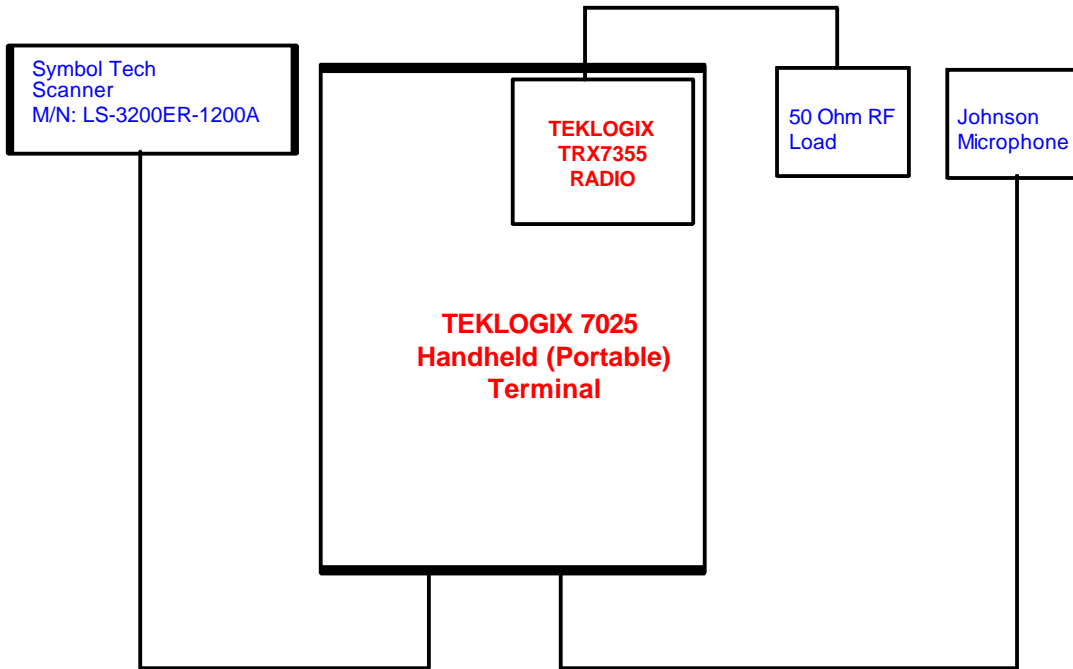 Symbol Tech
Scanner
M/N: LS-3200ER-1200A
TEKLOGIX
TRX7355
RADIO
50 Ohm RF
Load
Johnson
Microphone
TEKLOGIX 7025
Handheld (Portable)
Terminal